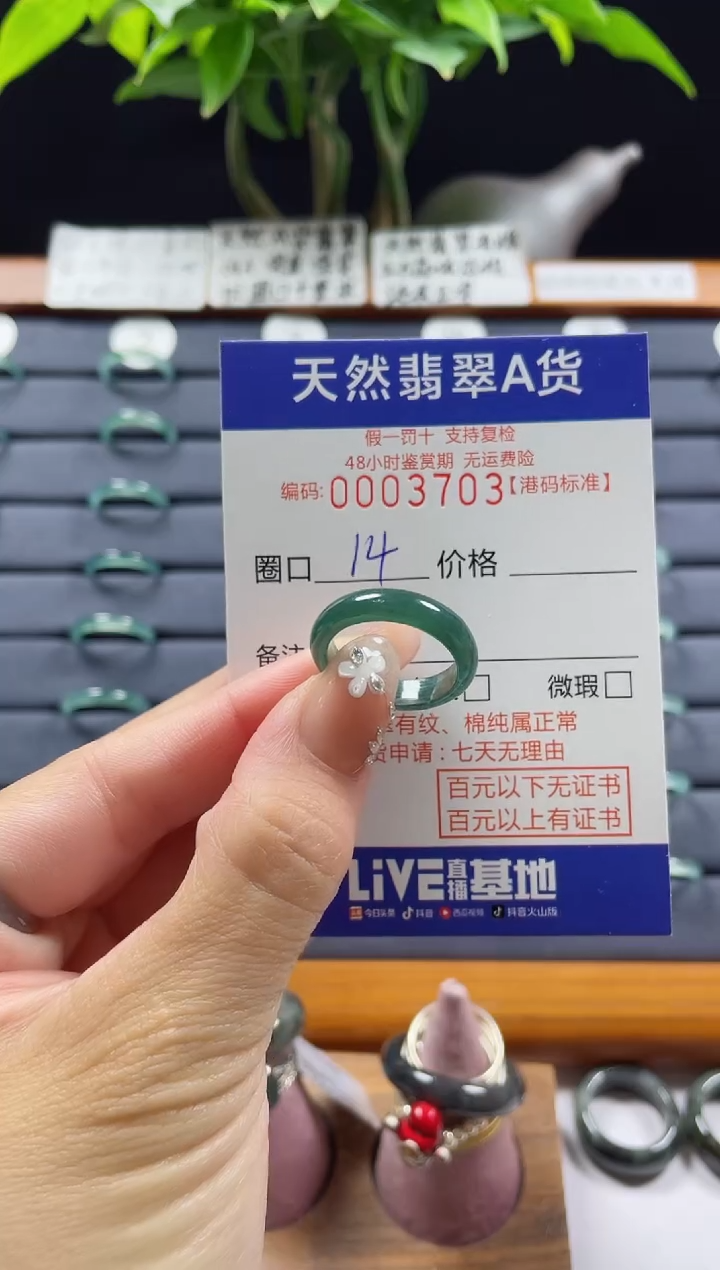 天然翡翠A货
假一罚十 支持复检
48小时鉴赏期 无运费险
编码:0003703【港码标准】
圈口 14 价格
备注
微瑕
有纹、棉纯属正常
货申请:七天无理由
百元以下无证书
百元以上有证书
LiVE直播基地
今日头条 抖音 西瓜视频 抖音火山版